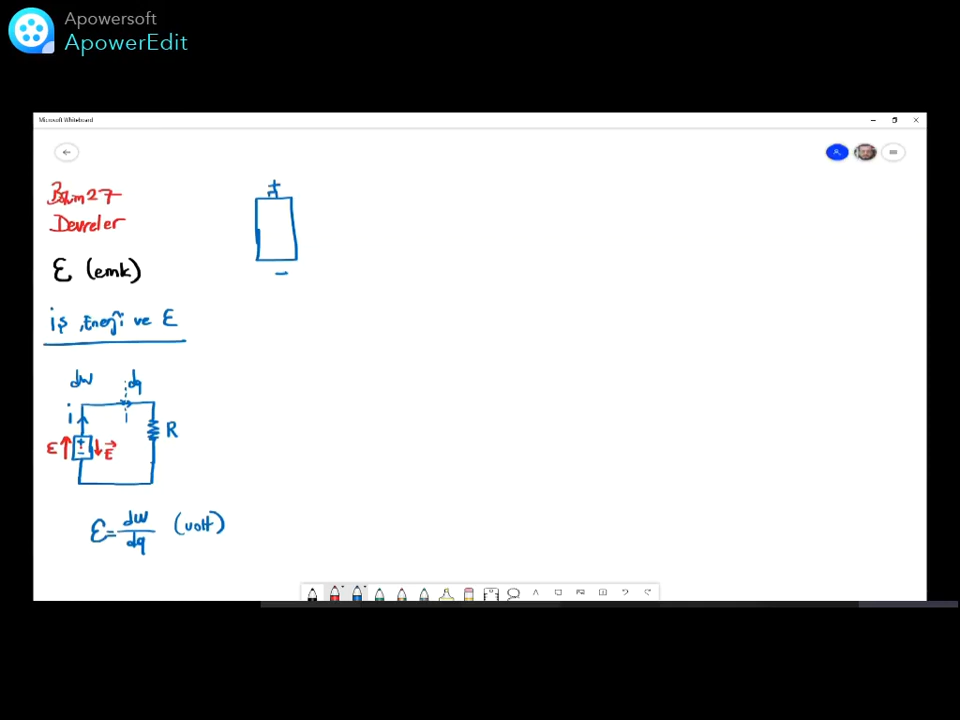 Apowersoft
ApowerEdit
Microsoft Whiteboard
Bölüm 27
Devreler
ε (emk)
iş, Enerji ve ε
dw dq
i
+
-
ε E R
ε = dw/dq (volt)
+
-